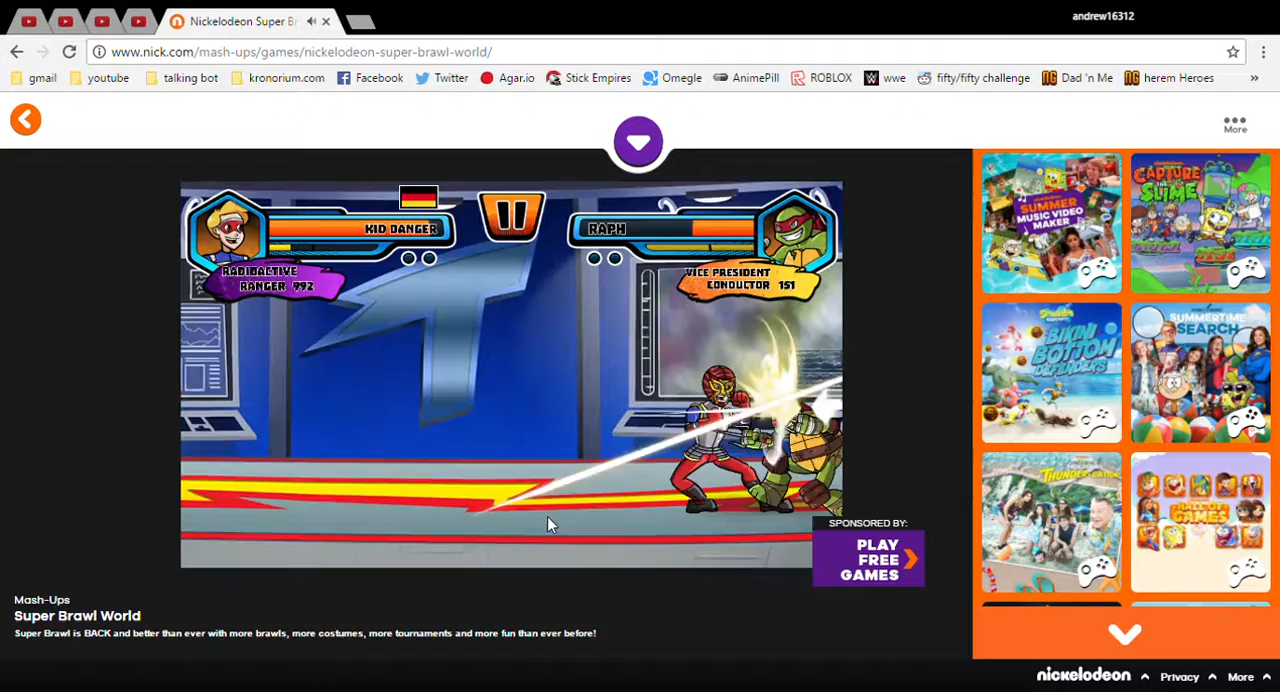 Nickelodeon Super Br
andrew16312
www.nick.com/mash-ups/games/nickelodeon-super-brawl-world/
gmail youtube talking bot kronorium.com Facebook Twitter Agar.io Stick Empires Omegle AnimePill ROBLOX wwe fifty/fifty challenge Dad 'n Me herem Heroes »
More
KID DANGER
RAPH
RADIOACTIVE
RANGER 992
VICE PRESIDENT
CONDUCTOR 151
SUMMER
MUSIC VIDEO
MAKER
CAPTURE
SLIME
BIKINI
BOTTOM
DEFENDERS
SUMMERTIME
SEARCH
HALL OF
GAMES
SPONSORED BY:
PLAY
FREE
GAMES
Mash-Ups
Super Brawl World
Super Brawl is BACK and better than ever with more brawls, more costumes, more tournaments and more fun than ever before!
nickelodeon Privacy More